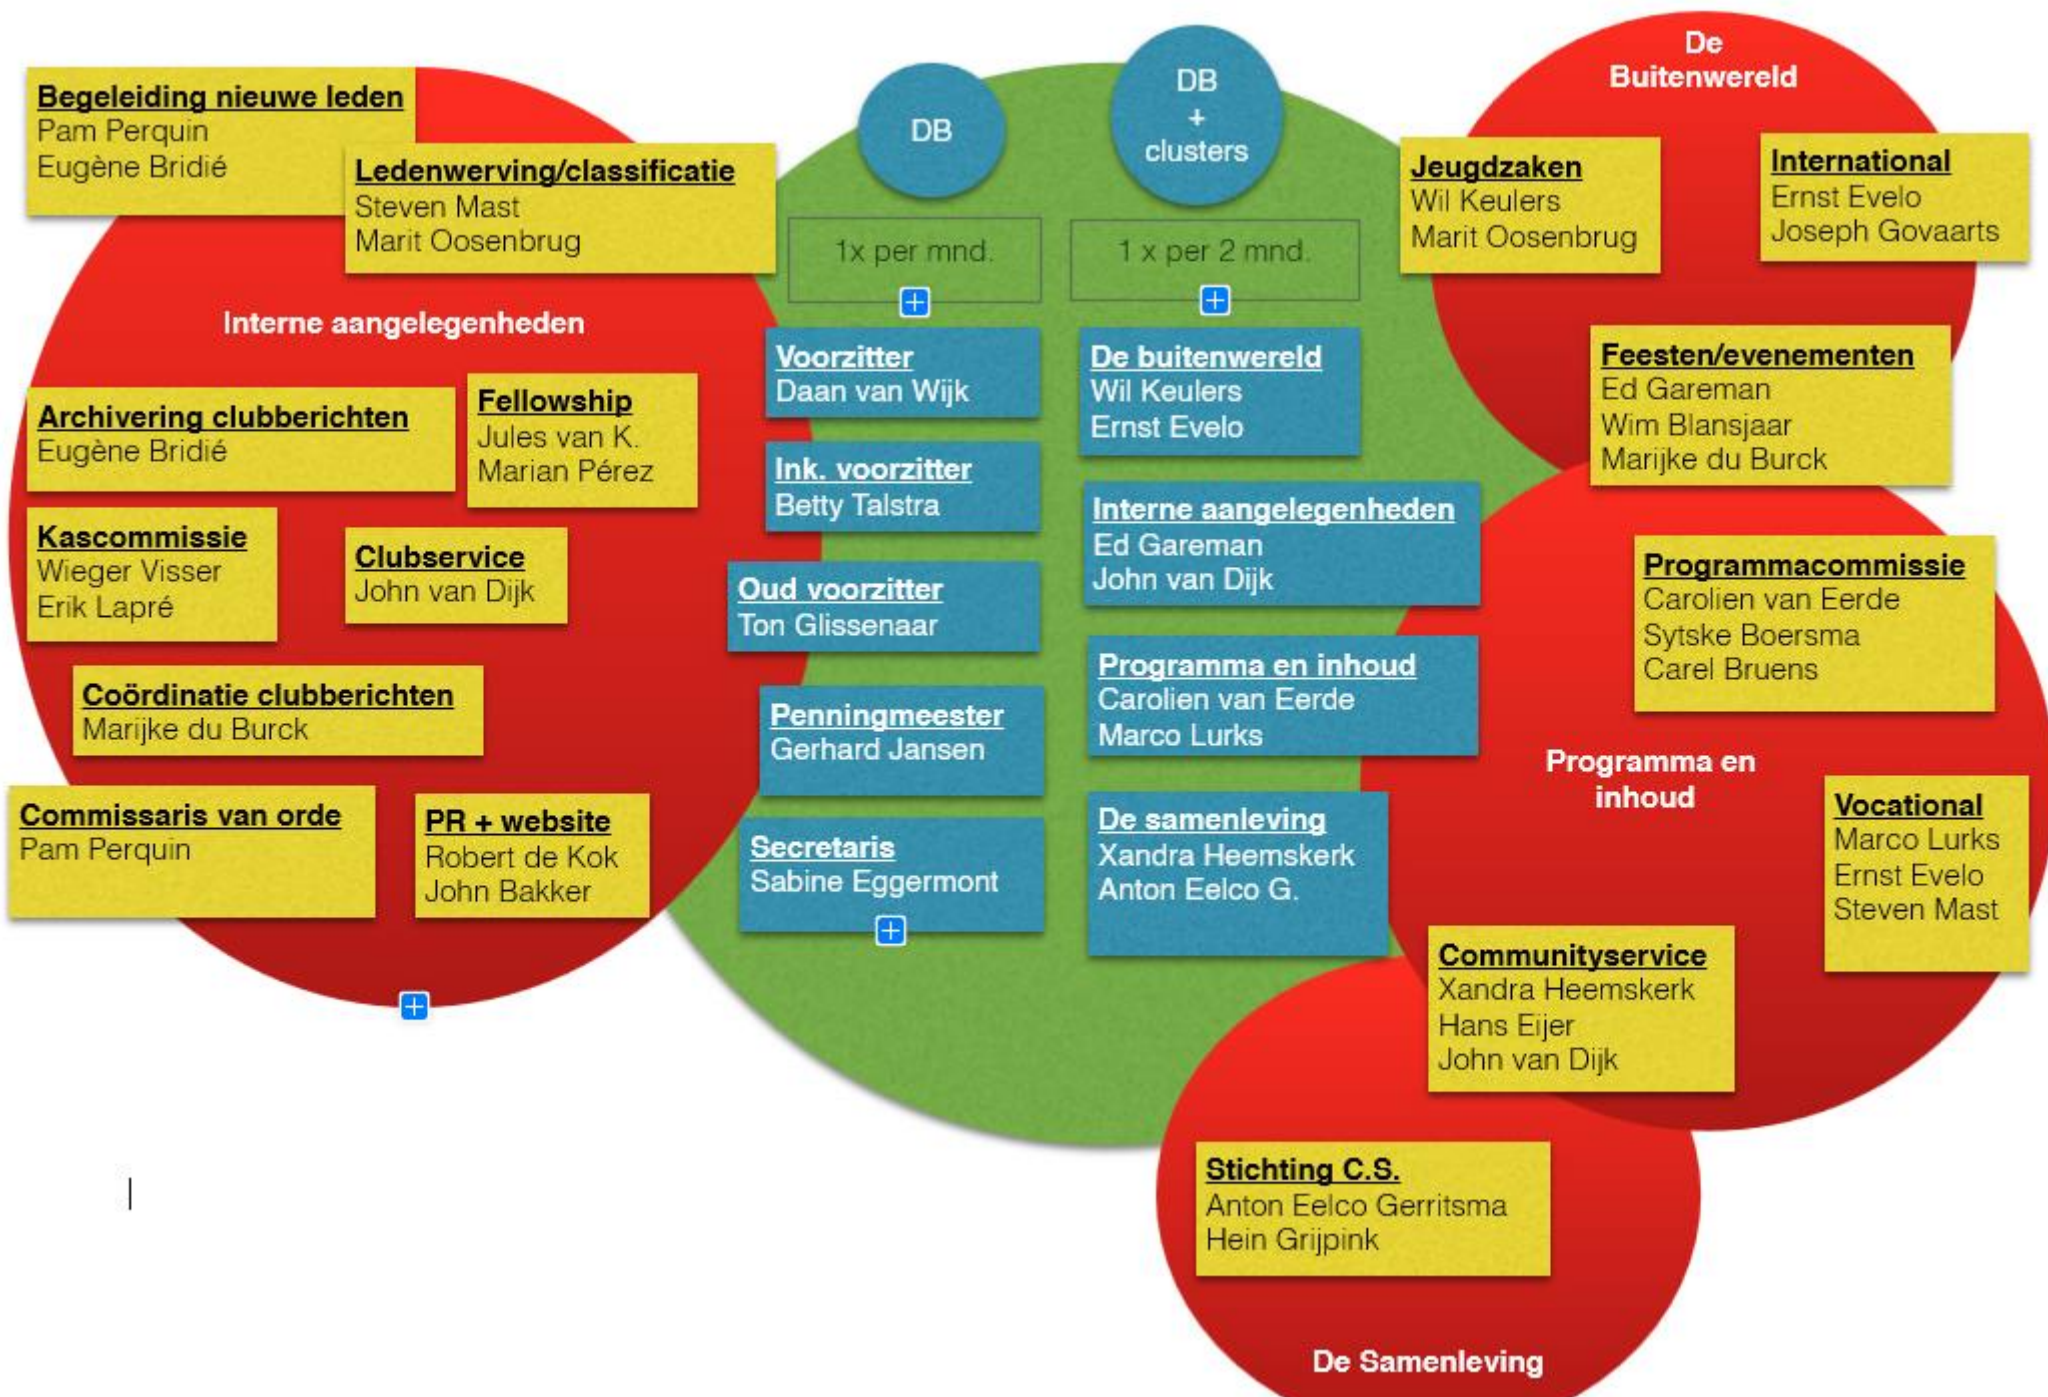 Begeleiding nieuwe leden
Pam Perquin
Eugène Bridié
Ledenwerving/classificatie
Steven Mast
Marit Oosenbrug
Interne aangelegenheden
Archivering clubberichten
Eugène Bridié
Fellowship
Jules van K.
Marian Pérez
Kascommissie
Wieger Visser
Erik Lapré
Clubservice
John van Dijk
Coördinatie clubberichten
Marijke du Burck
Commissaris van orde
Pam Perquin
PR + website
Robert de Kok
John Bakker
DB
1x per mnd.
Voorzitter
Daan van Wijk
Ink. voorzitter
Betty Talstra
Oud voorzitter
Ton Glissenaar
Penningmeester
Gerhard Jansen
Secretaris
Sabine Eggermont
DB
+
clusters
1 x per 2 mnd.
De buitenwereld
Wil Keulers
Ernst Evelo
Interne aangelegenheden
Ed Gareman
John van Dijk
Programma en inhoud
Carolien van Eerde
Marco Lurks
De samenleving
Xandra Heemskerk
Anton Eelco G.
De
Buitenwereld
Jeugdzaken
Wil Keulers
Marit Oosenbrug
International
Ernst Evelo
Joseph Govaarts
Feesten/evenementen
Ed Gareman
Wim Blansjaar
Marijke du Burck
Programmacommissie
Carolien van Eerde
Sytske Boersma
Carel Bruens
Programma en
inhoud
Vocational
Marco Lurks
Ernst Evelo
Steven Mast
Communityservice
Xandra Heemskerk
Hans Eijer
John van Dijk
Stichting C.S.
Anton Eelco Gerritsma
Hein Grijpink
De Samenleving